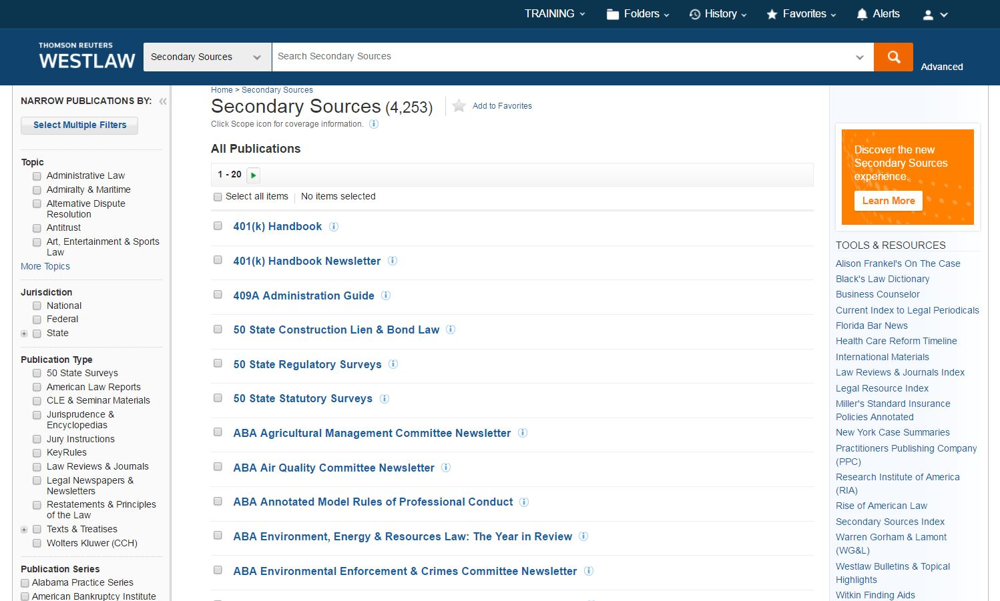 TRAINING
Folders
History
Favorites
Alerts
THOMSON REUTERS
WESTLAW
Secondary Sources
Search Secondary Sources
Advanced
NARROW PUBLICATIONS BY:
Select Multiple Filters
Topic
Administrative Law
Admiralty & Maritime
Alternative Dispute
Resolution
Antitrust
Art, Entertainment & Sports
Law
More Topics
Jurisdiction
National
Federal
State
Publication Type
50 State Surveys
American Law Reports
CLE & Seminar Materials
Jurisprudence &
Encyclopedias
Jury Instructions
KeyRules
Law Reviews & Journals
Legal Newspapers &
Newsletters
Restatements & Principles
of the Law
Texts & Treatises
Wolters Kluwer (CCH)
Publication Series
Alabama Practice Series
American Bankruptcy Institute
Home > Secondary Sources
Secondary Sources (4,253)
Add to Favorites
Click Scope icon for coverage information.
All Publications
1 - 20
Select all items
No items selected
401(k) Handbook
401(k) Handbook Newsletter
409A Administration Guide
50 State Construction Lien & Bond Law
50 State Regulatory Surveys
50 State Statutory Surveys
ABA Agricultural Management Committee Newsletter
ABA Air Quality Committee Newsletter
ABA Annotated Model Rules of Professional Conduct
ABA Environment, Energy & Resources Law: The Year in Review
ABA Environmental Enforcement & Crimes Committee Newsletter
Discover the new
Secondary Sources
experience.
Learn More
TOOLS & RESOURCES
Alison Frankel's On The Case
Black's Law Dictionary
Business Counselor
Current Index to Legal Periodicals
Florida Bar News
Health Care Reform Timeline
International Materials
Law Reviews & Journals Index
Legal Resource Index
Miller's Standard Insurance
Policies Annotated
New York Case Summaries
Practitioners Publishing Company
(PPC)
Research Institute of America
(RIA)
Rise of American Law
Secondary Sources Index
Warren Gorham & Lamont
(WG&L)
Westlaw Bulletins & Topical
Highlights
Witkin Finding Aids